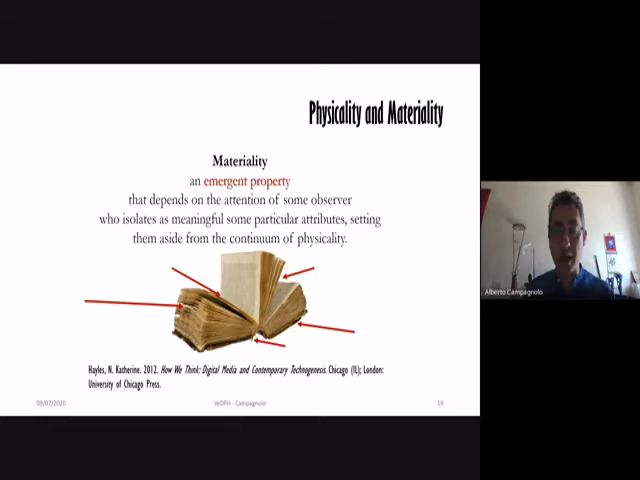 Physicality and Materiality
Materiality
an emergent property
that depends on the attention of some observer
who isolates as meaningful some particular attributes, setting
them aside from the continuum of physicality.
Hayles, N. Katherine. 2012. How We Think: Digital Media and Contemporary Technogenesis. Chicago (IL); London:
University of Chicago Press.
09/07/2020
VeDPH - Campagnolo
19
Alberto Campagnolo